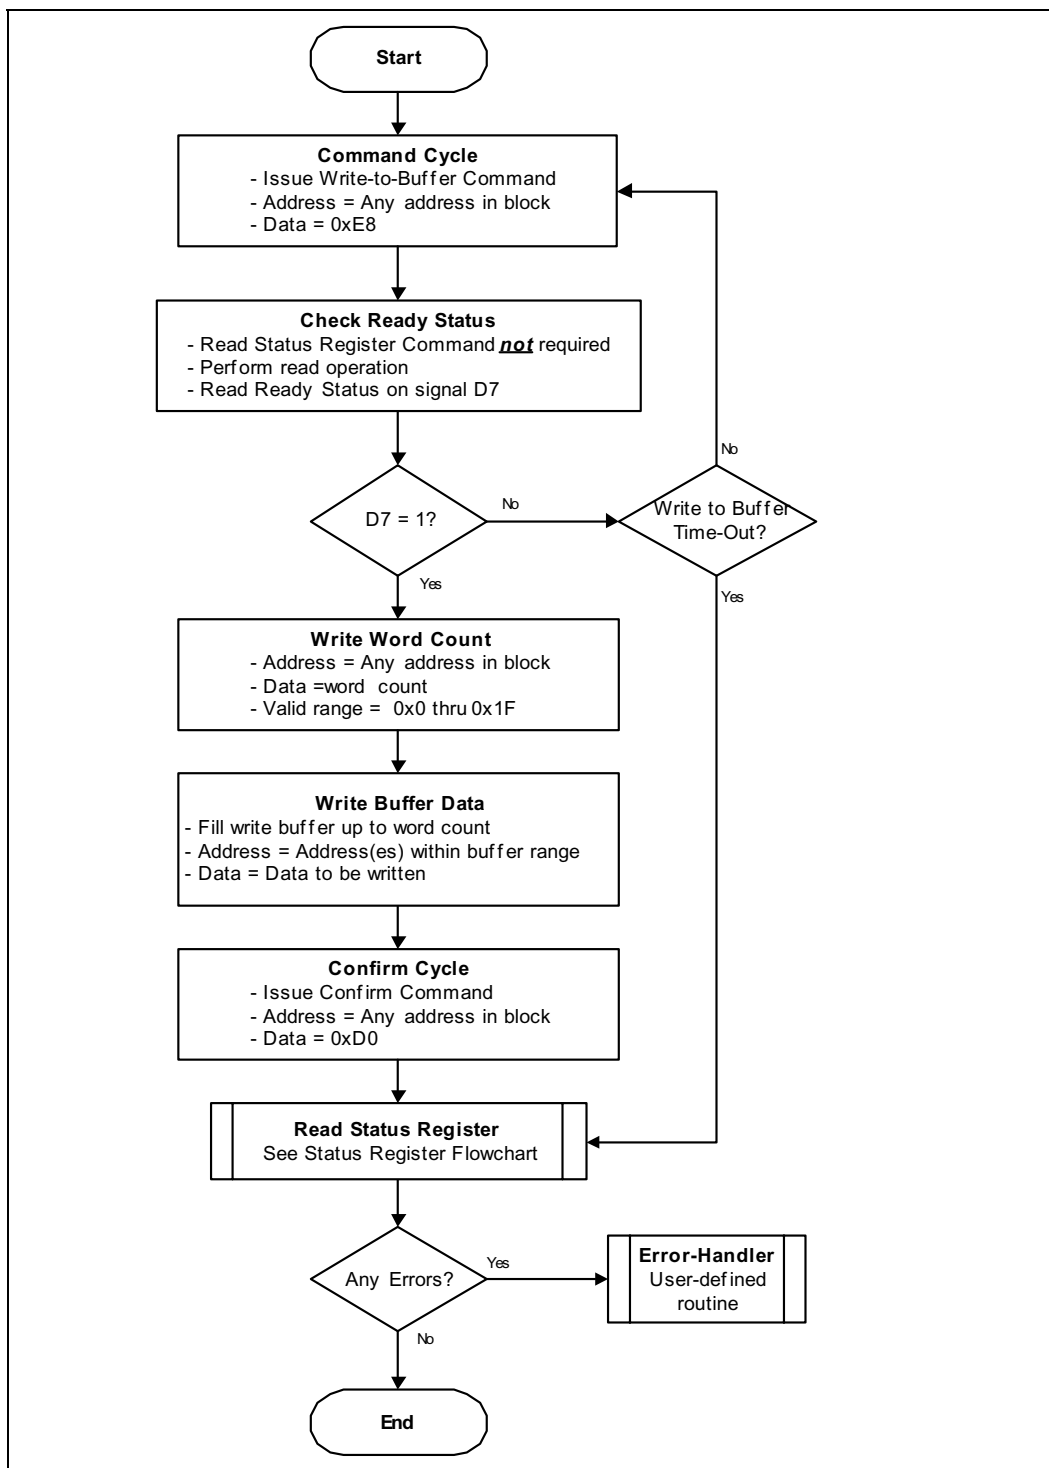 Start
Command Cycle
- Issue Write-to-Buffer Command
- Address = Any address in block
- Data = 0xE8
Check Ready Status
- Read Status Register Command not required
- Perform read operation
- Read Ready Status on signal D7
No
D7 = 1?
No
Write to Buffer
Time-Out?
Yes
Yes
Write Word Count
- Address = Any address in block
- Data =word count
- Valid range = 0x0 thru 0x1F
Write Buffer Data
- Fill write buffer up to word count
- Address = Address(es) within buffer range
- Data = Data to be written
Confirm Cycle
- Issue Confirm Command
- Address = Any address in block
- Data = 0xD0
Read Status Register
See Status Register Flowchart
Any Errors?
Yes
Error-Handler
User-defined
routine
No
End